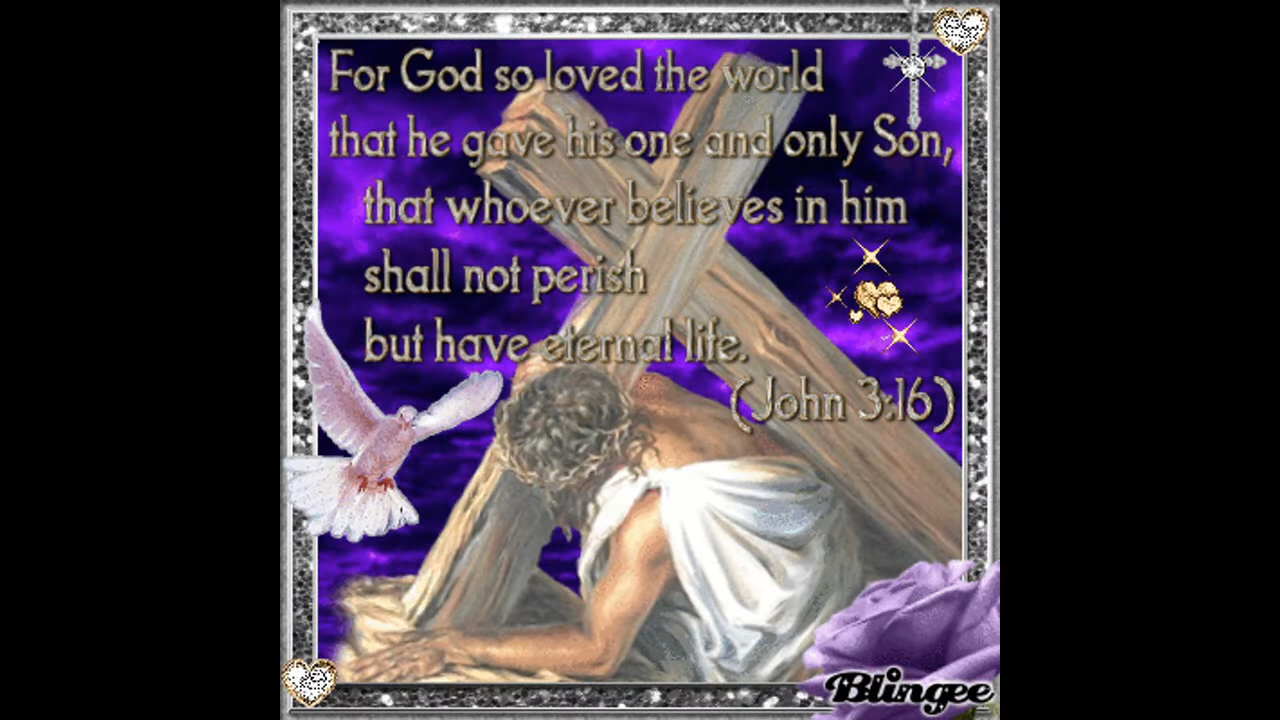 For God so loved the world
that he gave his one and only Son,
that whoever believes in him
shall not perish
but have eternal life.
(John 3:16)
Blingee